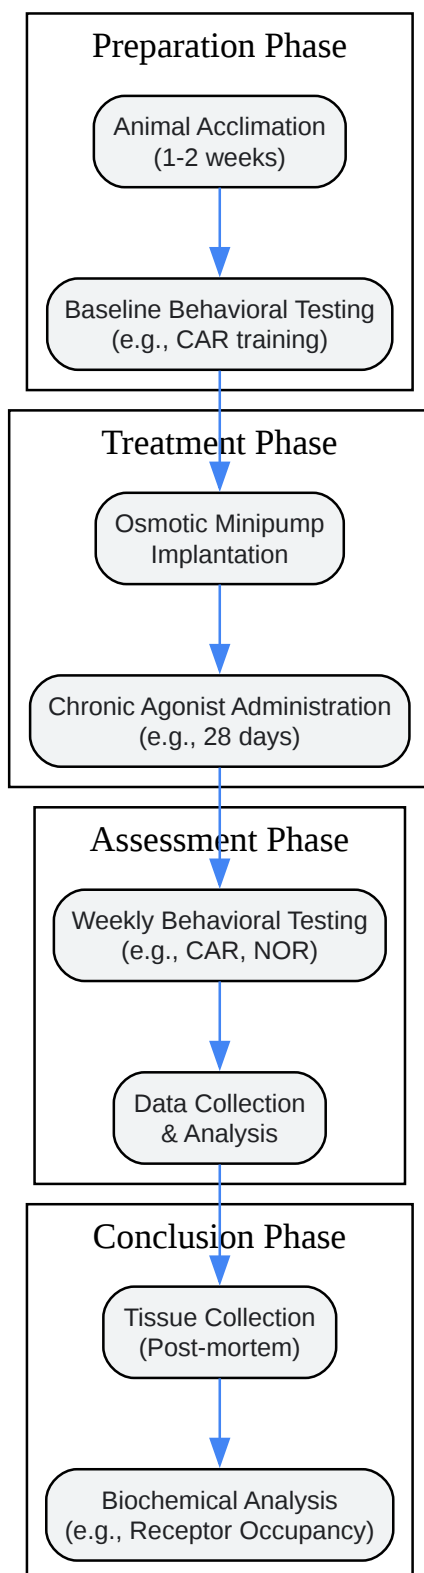 Preparation Phase
Animal Acclimation
(1-2 weeks)
Baseline Behavioral Testing
(e.g., CAR training)
Treatment Phase
Osmotic Minipump
Implantation
Chronic Agonist Administration
(e.g., 28 days)
Assessment Phase
Weekly Behavioral Testing
(e.g., CAR, NOR)
Data Collection
& Analysis
Conclusion Phase
Tissue Collection
(Post-mortem)
Biochemical Analysis
(e.g., Receptor Occupancy)